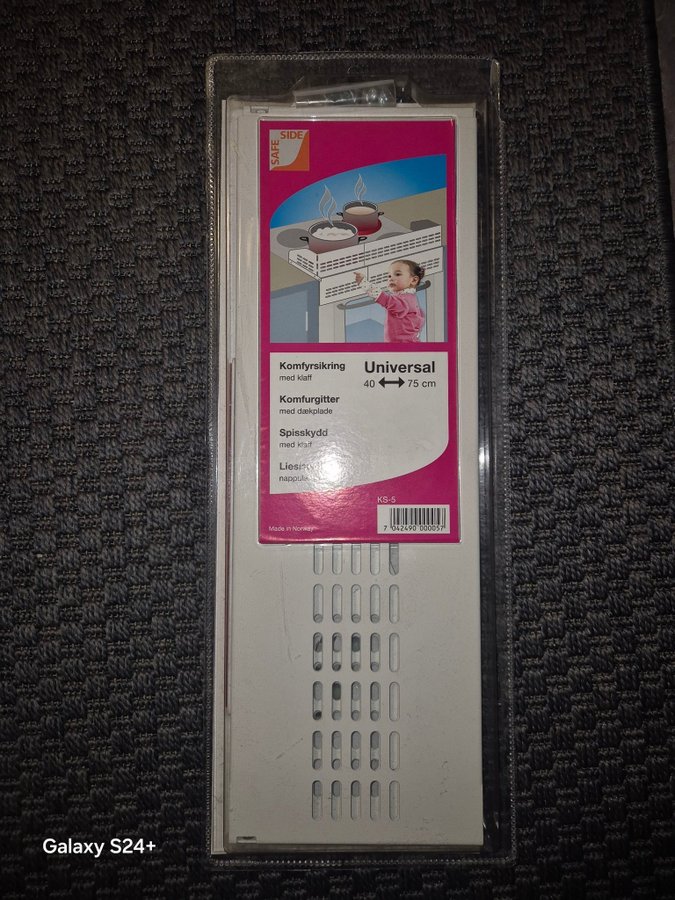 SAFE SIDE
Komfyrsikring
med klaff
Universal
40 ↔ 75 cm
Komfurgitter
med dækplade
Spisskydd
med klaff
KS-5
Made in Norway
7 042490 000057
Galaxy S24+